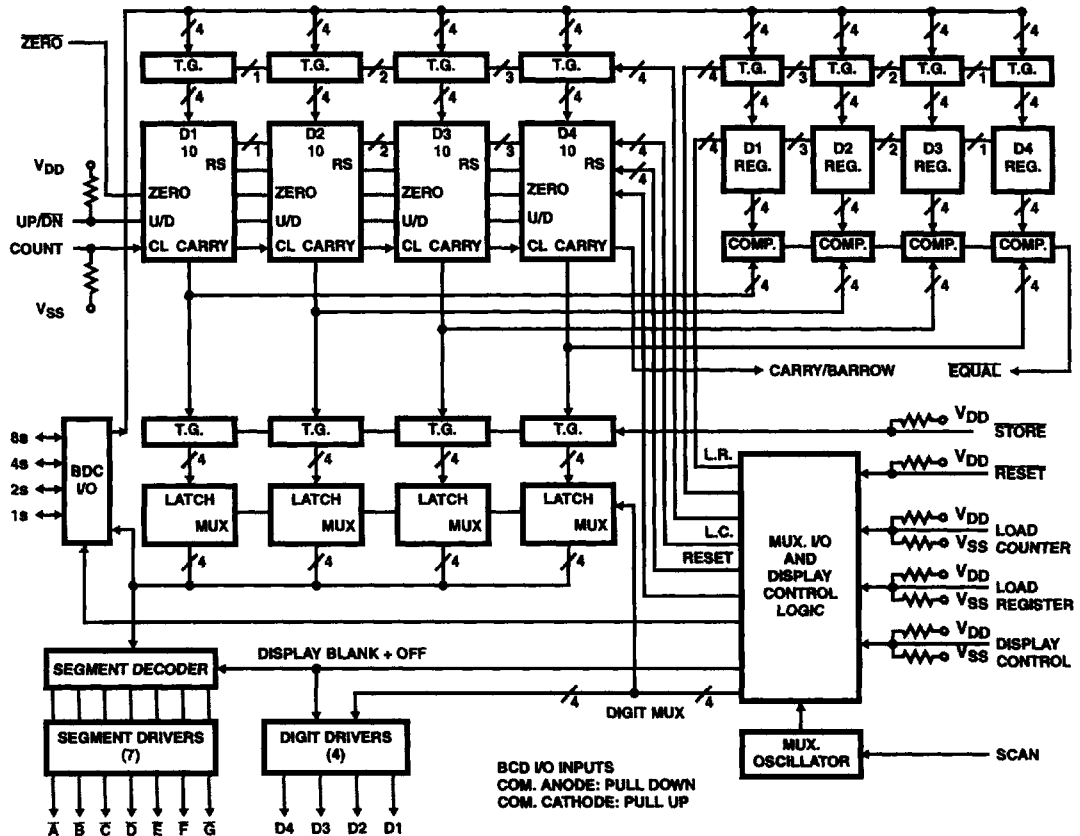 4 4 4 4 4 4 4 4
Z̅E̅R̅O̅
T.G. 1 T.G. 2 T.G. 3 T.G. 4 4 T.G. 3 T.G. 2 T.G. 1 T.G.
4 4 4 4 4 4 4 4
D1 10 RS ZERO U/D CL CARRY
1
D2 10 RS ZERO U/D CL CARRY
2
D3 10 RS ZERO U/D CL CARRY
3
D4 10 RS ZERO U/D CL CARRY
4
4
4
D1 REG.
3
D2 REG.
2
D3 REG.
1
D4 REG.
VDD
UP/D̅N̅
COUNT
VSS
4 4 4 4
COMP. COMP. COMP. COMP.
4 4 4 4
CARRY/BARROW
E̅Q̅U̅A̅L̅
8s
4s
2s
1s
BDC
I/O
T.G. T.G. T.G. T.G.
4 4 4 4
LATCH MUX LATCH MUX LATCH MUX LATCH MUX
4 4 4 4
L.R.
L.C.
RESET
MUX. I/O
AND
DISPLAY
CONTROL
LOGIC
VDD
S̅T̅O̅R̅E̅
VDD
R̅E̅S̅E̅T̅
VDD
LOAD
VSS COUNTER
VDD
LOAD
VSS REGISTER
VDD
DISPLAY
VSS CONTROL
SEGMENT DECODER
DISPLAY BLANK + OFF
4 DIGIT MUX 4
SEGMENT DRIVERS
(7)
DIGIT DRIVERS
(4)
MUX.
OSCILLATOR
SCAN
A̅ B̅ C̅ D̅ E̅ F̅ G̅
D4 D3 D2 D1
BCD I/O INPUTS
COM. ANODE: PULL DOWN
COM. CATHODE: PULL UP